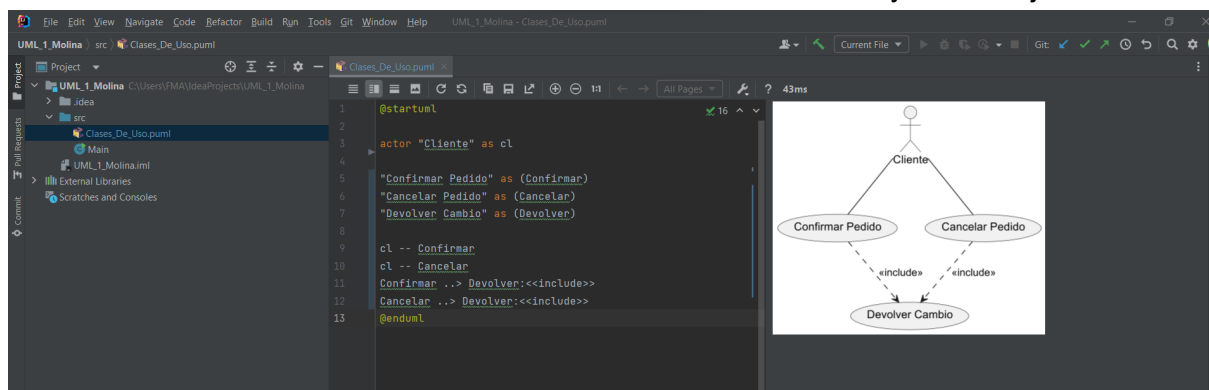 File Edit View Navigate Code Refactor Build Run Tools Git Window Help UML_1_Molina - Clases_De_Uso.puml
UML_1_Molina src Clases_De_Uso.puml Current File Git:
Project Clases_De_Uso.puml
UML_1_Molina C:\Users\FMA\IdeaProjects\UML_1_Molina
.idea
src
Clases_De_Uso.puml
Main
UML_1_Molina.iml
External Libraries
Scratches and Consoles
Project
Pull Requests
Commit
1:1 All Pages ? 43ms
16
1 @startuml
2
3 actor "Cliente" as cl
4
5 "Confirmar Pedido" as (Confirmar)
6 "Cancelar Pedido" as (Cancelar)
7 "Devolver Cambio" as (Devolver)
8
9 cl -- Confirmar
10 cl -- Cancelar
11 Confirmar ..> Devolver:<<include>>
12 Cancelar ..> Devolver:<<include>>
13 @enduml
Cliente
Confirmar Pedido Cancelar Pedido
«include» «include»
Devolver Cambio